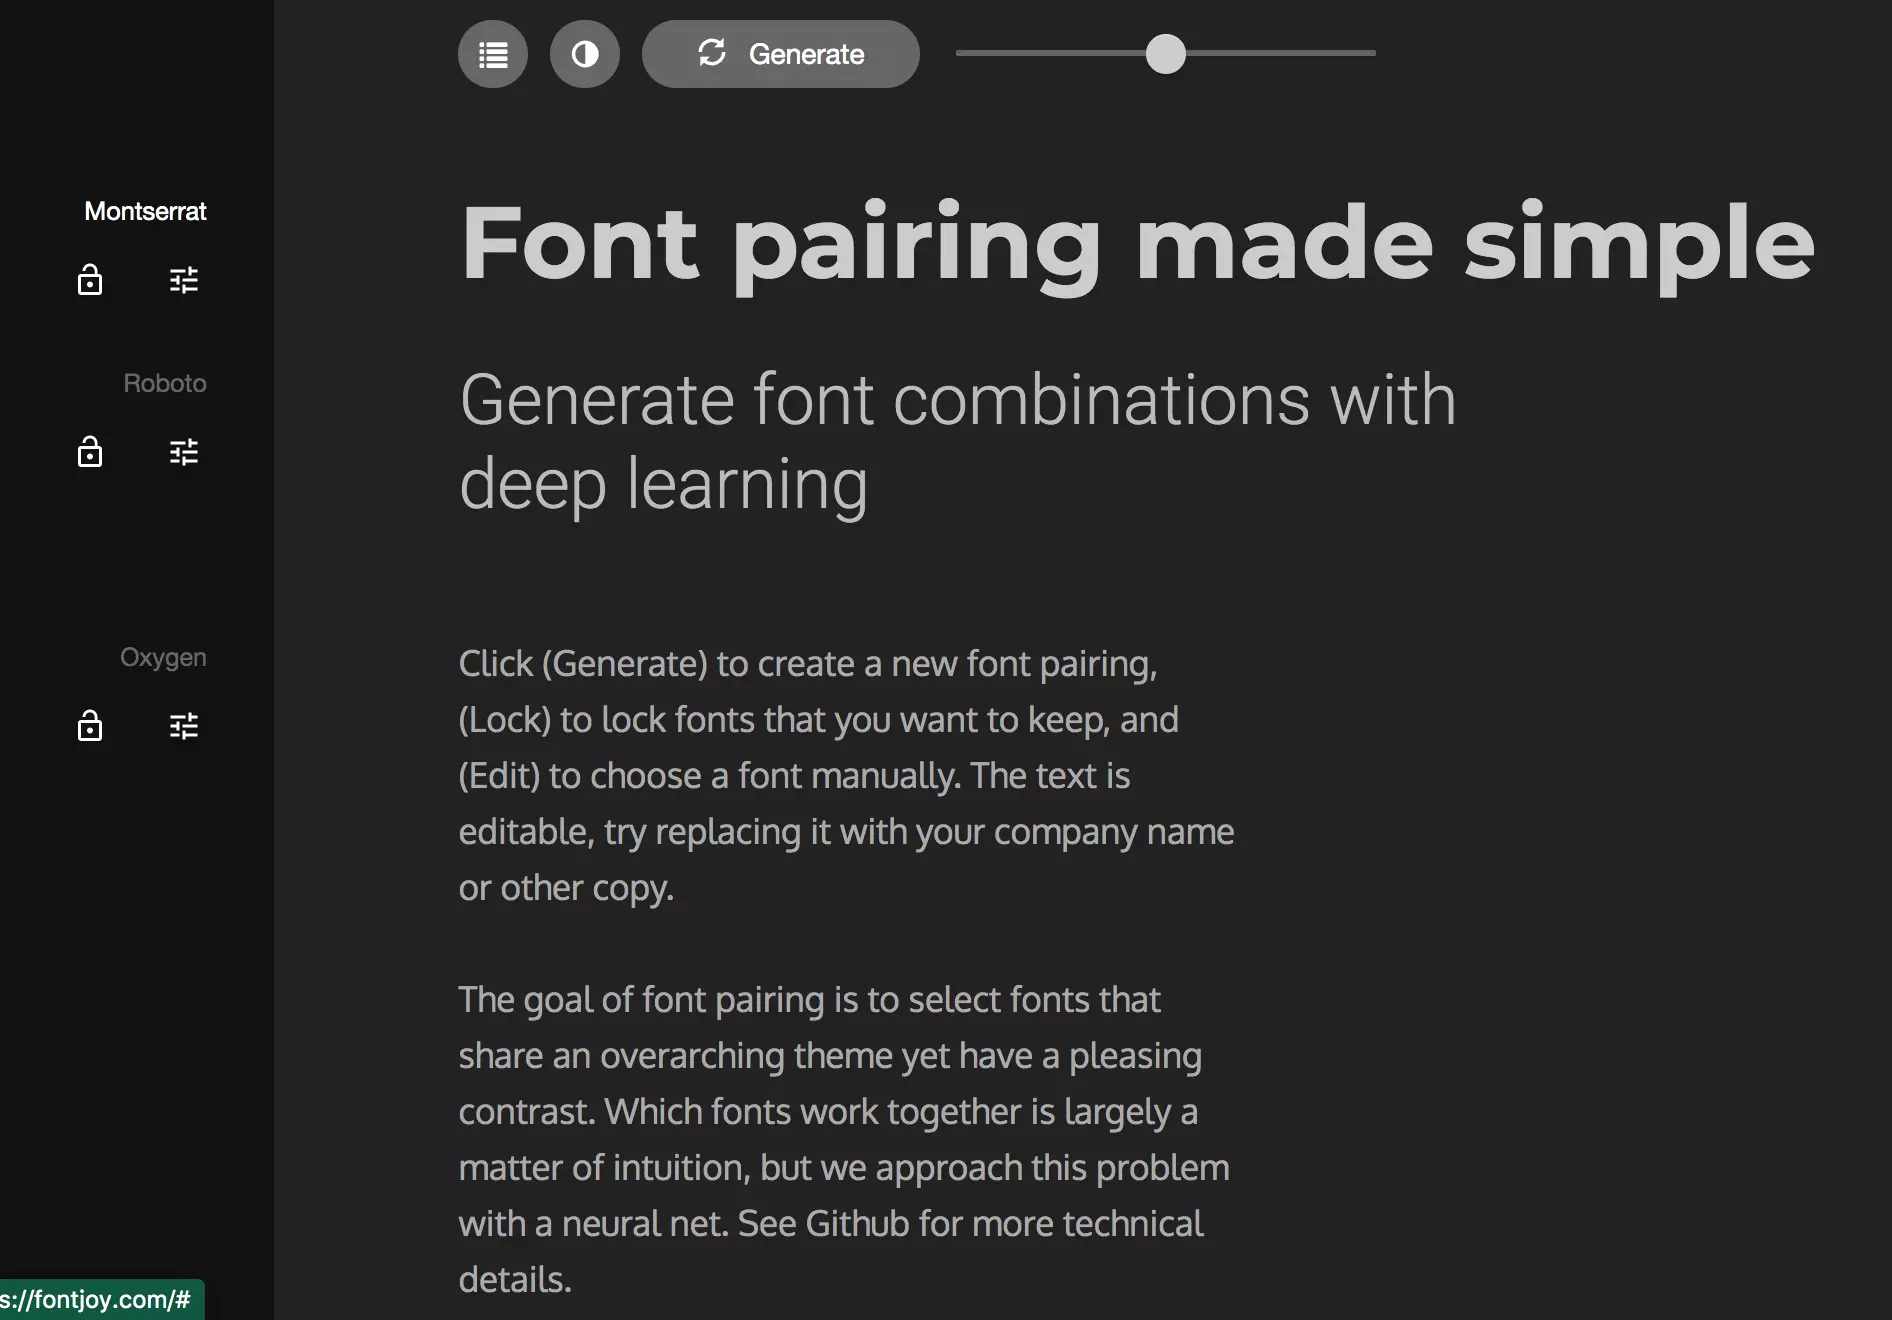 Generate
Montserrat
Font pairing made simple
Roboto
Generate font combinations with
deep learning
Oxygen
Click (Generate) to create a new font pairing,
(Lock) to lock fonts that you want to keep, and
(Edit) to choose a font manually. The text is
editable, try replacing it with your company name
or other copy.
The goal of font pairing is to select fonts that
share an overarching theme yet have a pleasing
contrast. Which fonts work together is largely a
matter of intuition, but we approach this problem
with a neural net. See Github for more technical
details.
s://fontjoy.com/#